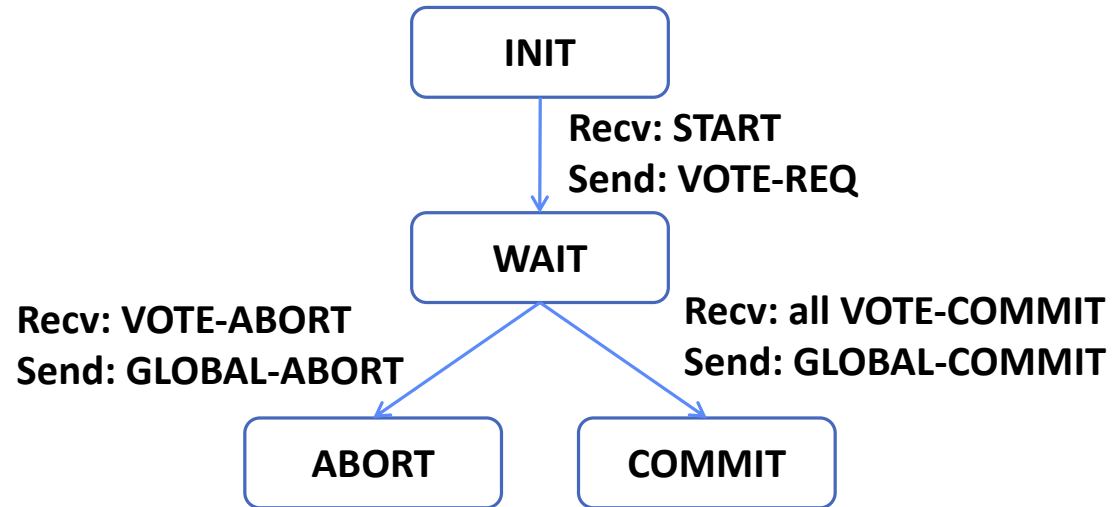 INIT
Recv: START
Send: VOTE-REQ
WAIT
Recv: VOTE-ABORT
Send: GLOBAL-ABORT
Recv: all VOTE-COMMIT
Send: GLOBAL-COMMIT
ABORT
COMMIT